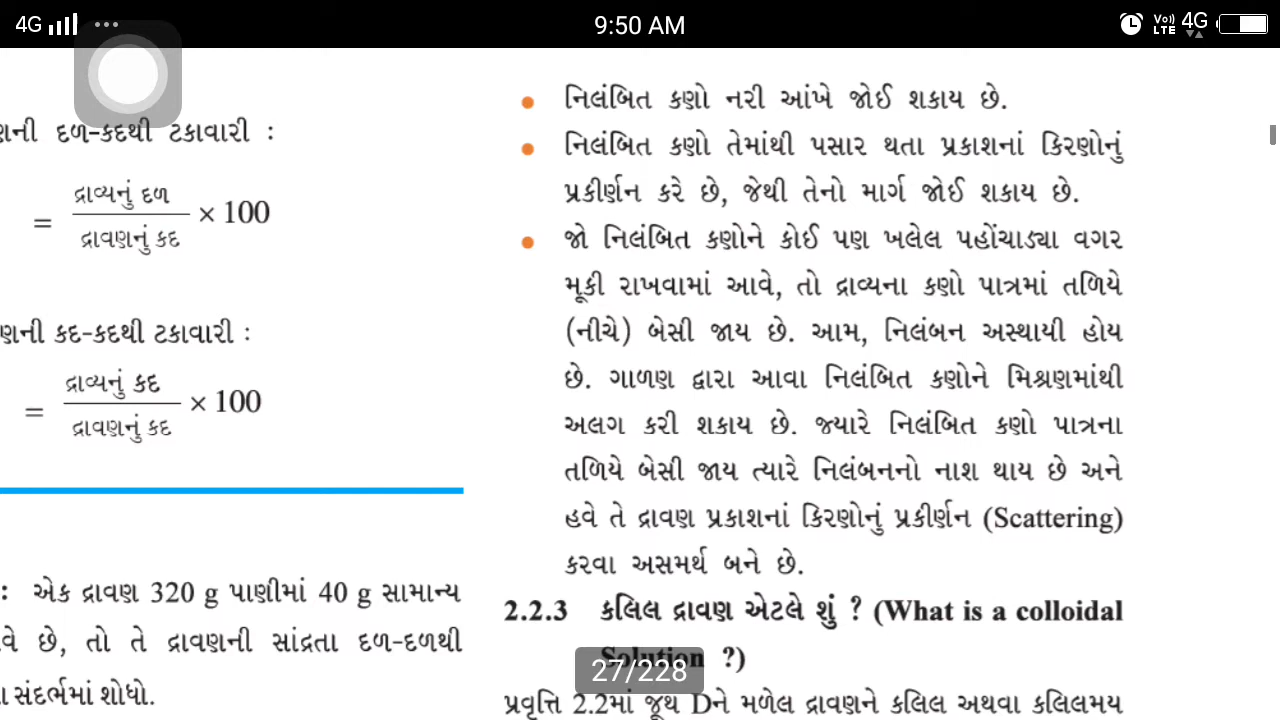 4G
9:50 AM
Vo)) LTE 4G
ણની દળ-કદથી ટકાવારી :
= દ્રાવ્યનું દળ
દ્રાવણનું કદ
× 100
ણની કદ-કદથી ટકાવારી :
= દ્રાવ્યનું કદ
દ્રાવણનું કદ
× 100
: એક દ્રાવણ 320 g પાણીમાં 40 g સામાન્ય
વે છે, તો તે દ્રાવણની સાંદ્રતા દળ-દળથી
સંદર્ભમાં શોધો.
• નિલંબિત કણો નરી આંખે જોઈ શકાય છે.
• નિલંબિત કણો તેમાંથી પસાર થતા પ્રકાશનાં કિરણોનું
પ્રકીર્ણન કરે છે, જેથી તેનો માર્ગ જોઈ શકાય છે.
• જો નિલંબિત કણોને કોઈ પણ ખલેલ પહોંચાડ્યા વગર
મૂકી રાખવામાં આવે, તો દ્રાવ્યના કણો પાત્રમાં તળિયે
(નીચે) બેસી જાય છે. આમ, નિલંબન અસ્થાયી હોય
છે. ગાળણ દ્વારા આવા નિલંબિત કણોને મિશ્રણમાંથી
અલગ કરી શકાય છે. જ્યારે નિલંબિત કણો પાત્રના
તળિયે બેસી જાય ત્યારે નિલંબનનો નાશ થાય છે અને
હવે તે દ્રાવણ પ્રકાશનાં કિરણોનું પ્રકીર્ણન (Scattering)
કરવા અસમર્થ બને છે.
2.2.3 કલિલ દ્રાવણ એટલે શું ? (What is a colloidal
Solution ?)
27/228
પ્રવૃત્તિ 2.2માં જૂથ Dને મળેલ દ્રાવણને કલિલ અથવા કલિલમય